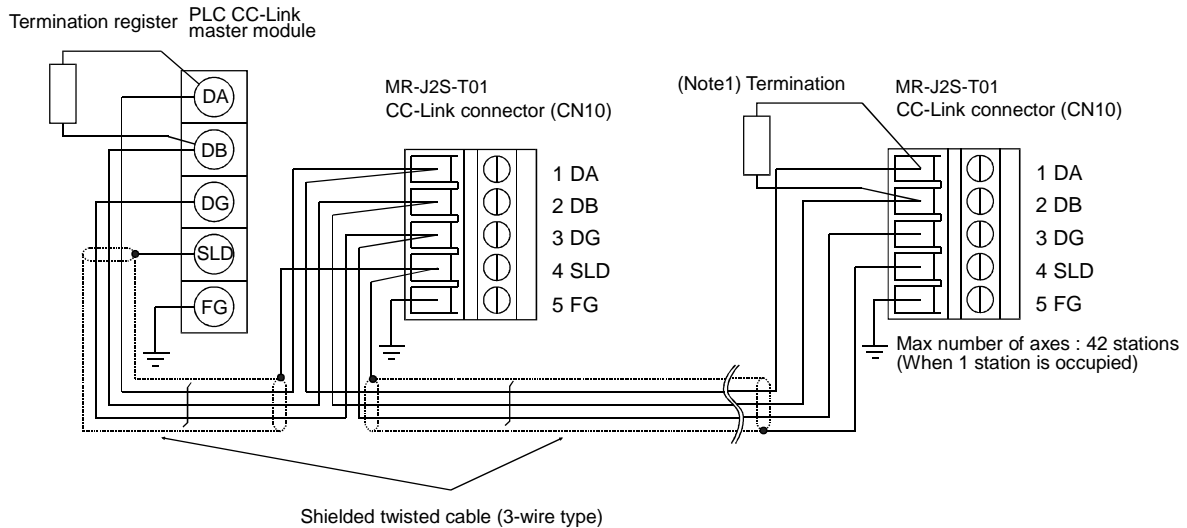 Termination register
PLC CC-Link
master module
DA
DB
DG
SLD
FG
MR-J2S-T01
CC-Link connector (CN10)
1 DA
2 DB
3 DG
4 SLD
5 FG
(Note1) Termination
MR-J2S-T01
CC-Link connector (CN10)
1 DA
2 DB
3 DG
4 SLD
5 FG
Max number of axes : 42 stations
(When 1 station is occupied)
Shielded twisted cable (3-wire type)